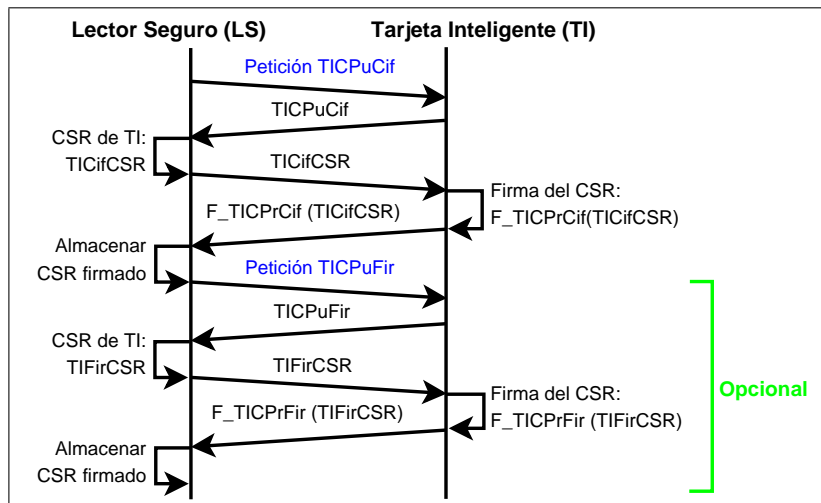 Lector Seguro (LS)
Tarjeta Inteligente (TI)
Petición TICPuCif
TICPuCif
CSR de TI:
TICifCSR
TICifCSR
Firma del CSR:
F_TICPrCif(TICifCSR)
F_TICPrCif (TICifCSR)
Almacenar
CSR firmado
Petición TICPuFir
TICPuFir
CSR de TI:
TIFirCSR
TIFirCSR
Opcional
Firma del CSR:
F_TICPrFir (TIFirCSR)
F_TICPrFir (TIFirCSR)
Almacenar
CSR firmado